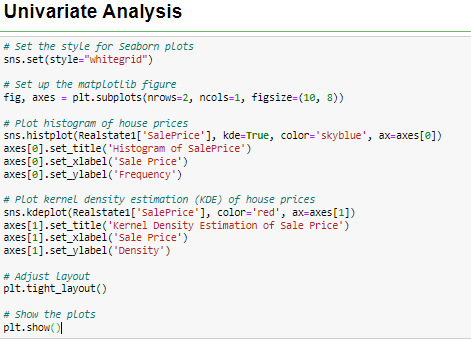 Univariate Analysis
# Set the style for Seaborn plots
sns.set(style="whitegrid")
# Set up the matplotlib figure
fig, axes = plt.subplots(nrows=2, ncols=1, figsize=(10, 8))
# Plot histogram of house prices
sns.histplot(Realstate1['SalePrice'], kde=True, color='skyblue', ax=axes[0])
axes[0].set_title('Histogram of SalePrice')
axes[0].set_xlabel('Sale Price')
axes[0].set_ylabel('Frequency')
# Plot kernel density estimation (KDE) of house prices
sns.kdeplot(Realstate1['SalePrice'], color='red', ax=axes[1])
axes[1].set_title('Kernel Density Estimation of Sale Price')
axes[1].set_xlabel('Sale Price')
axes[1].set_ylabel('Density')
# Adjust layout
plt.tight_layout()
# Show the plots
plt.show()